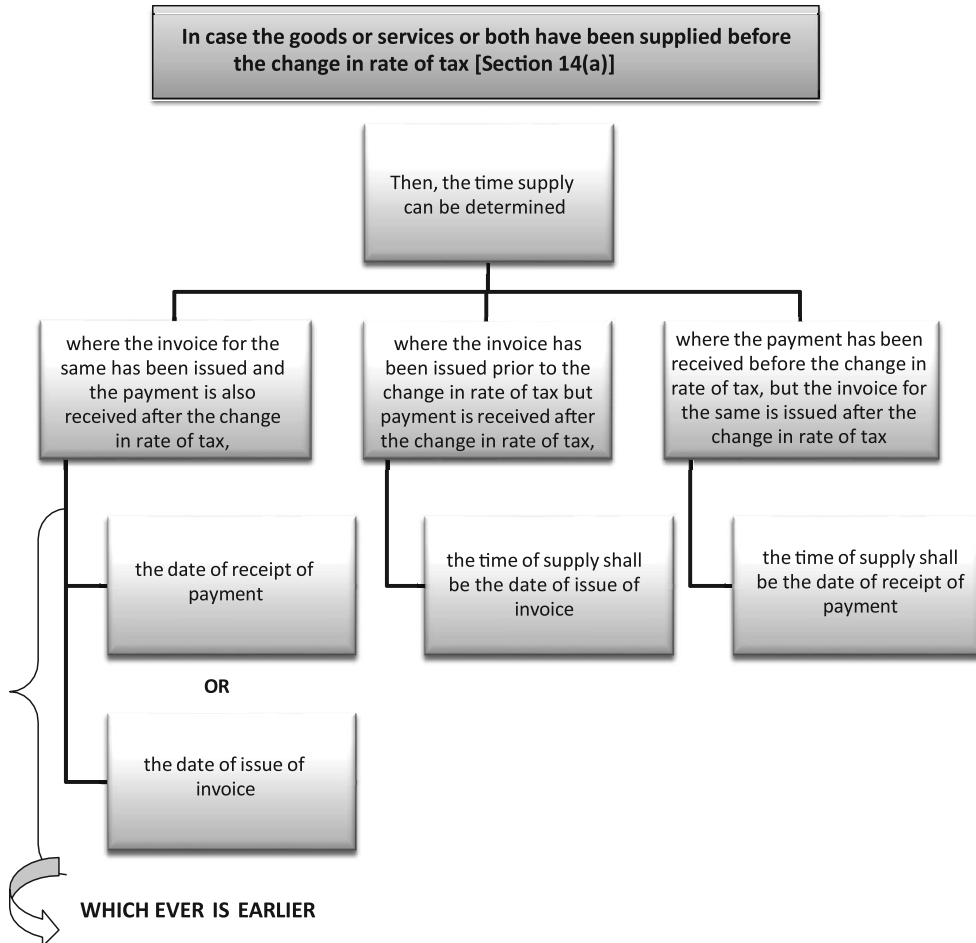 In case the goods or services or both have been supplied before
the change in rate of tax [Section 14(a)]
Then, the time supply
can be determined
where the invoice for the
same has been issued and
the payment is also
received after the change
in rate of tax,
where the invoice has
been issued prior to the
change in rate of tax but
payment is received after
the change in rate of tax,
where the payment has been
received before the change in
rate of tax, but the invoice for
the same is issued after the
change in rate of tax
the date of receipt of
payment
OR
the date of issue of
invoice
WHICH EVER IS EARLIER
the time of supply shall
be the date of issue of
invoice
the time of supply shall
be the date of receipt of
payment